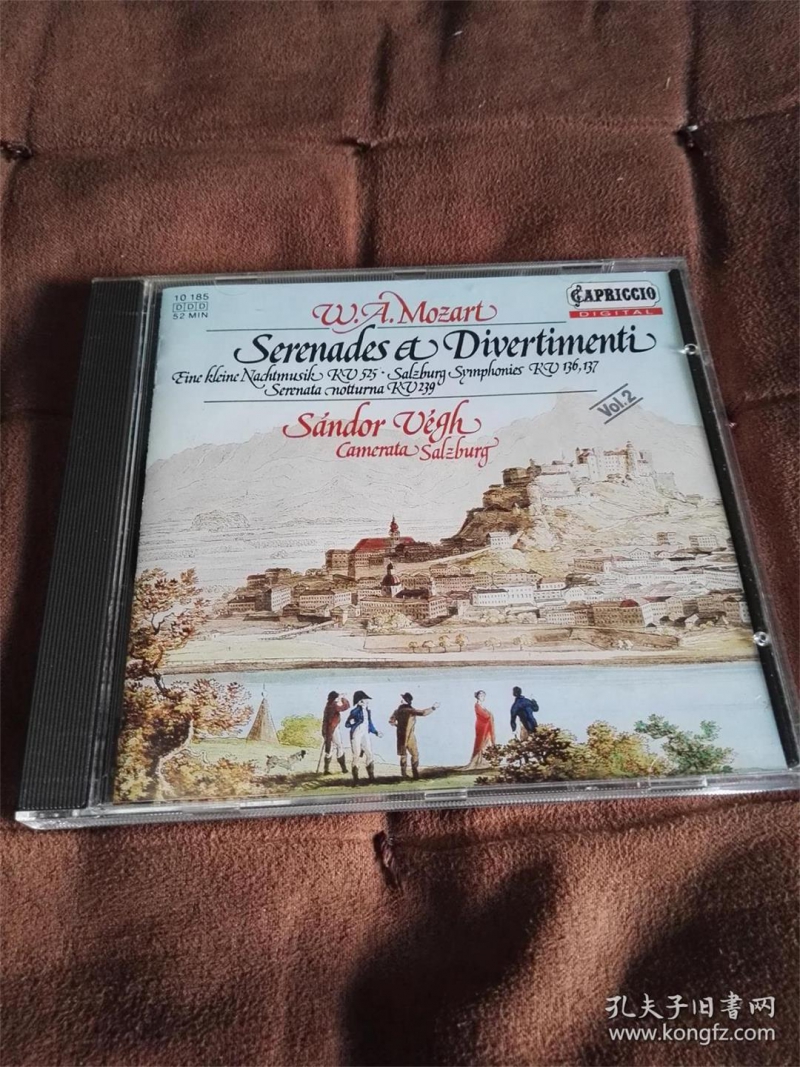 10 185
DDD
52 MIN
W. A. Mozart
CAPRICCIO
DIGITAL
Serenades et Divertimenti
Eine kleine Nachtmusik KV 525 · Salzburg Symphonies KV 136, 137
Serenata notturna KV 239
Vol. 2
Sándor Végh
Camerata Salzburg
孔夫子旧書网
www.kongfz.com